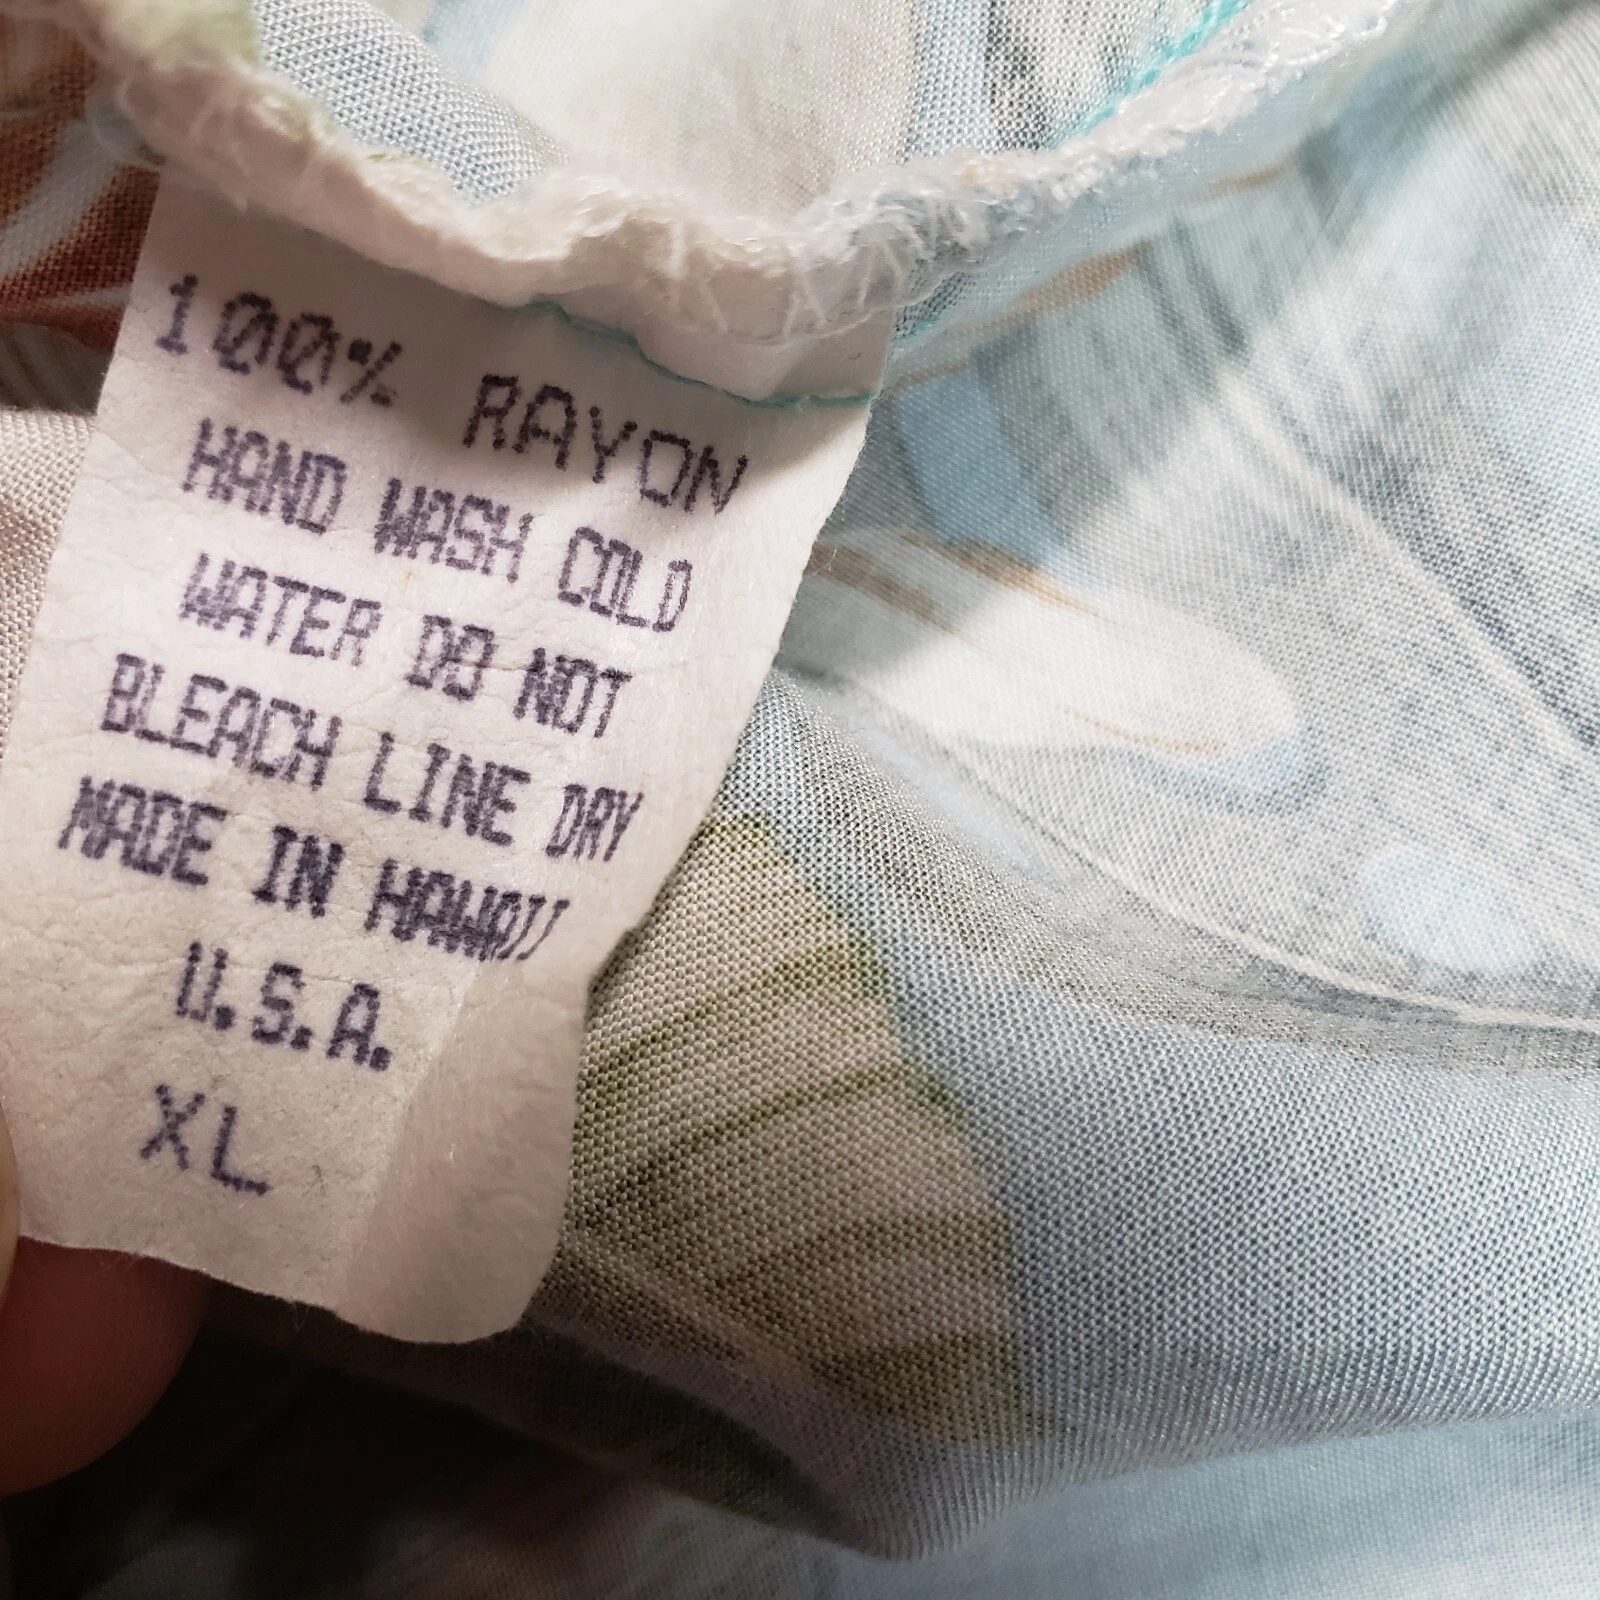 100% RAYON
HAND WASH COLD
WATER DO NOT
BLEACH LINE DRY
MADE IN HAWAII
U.S.A.
XL